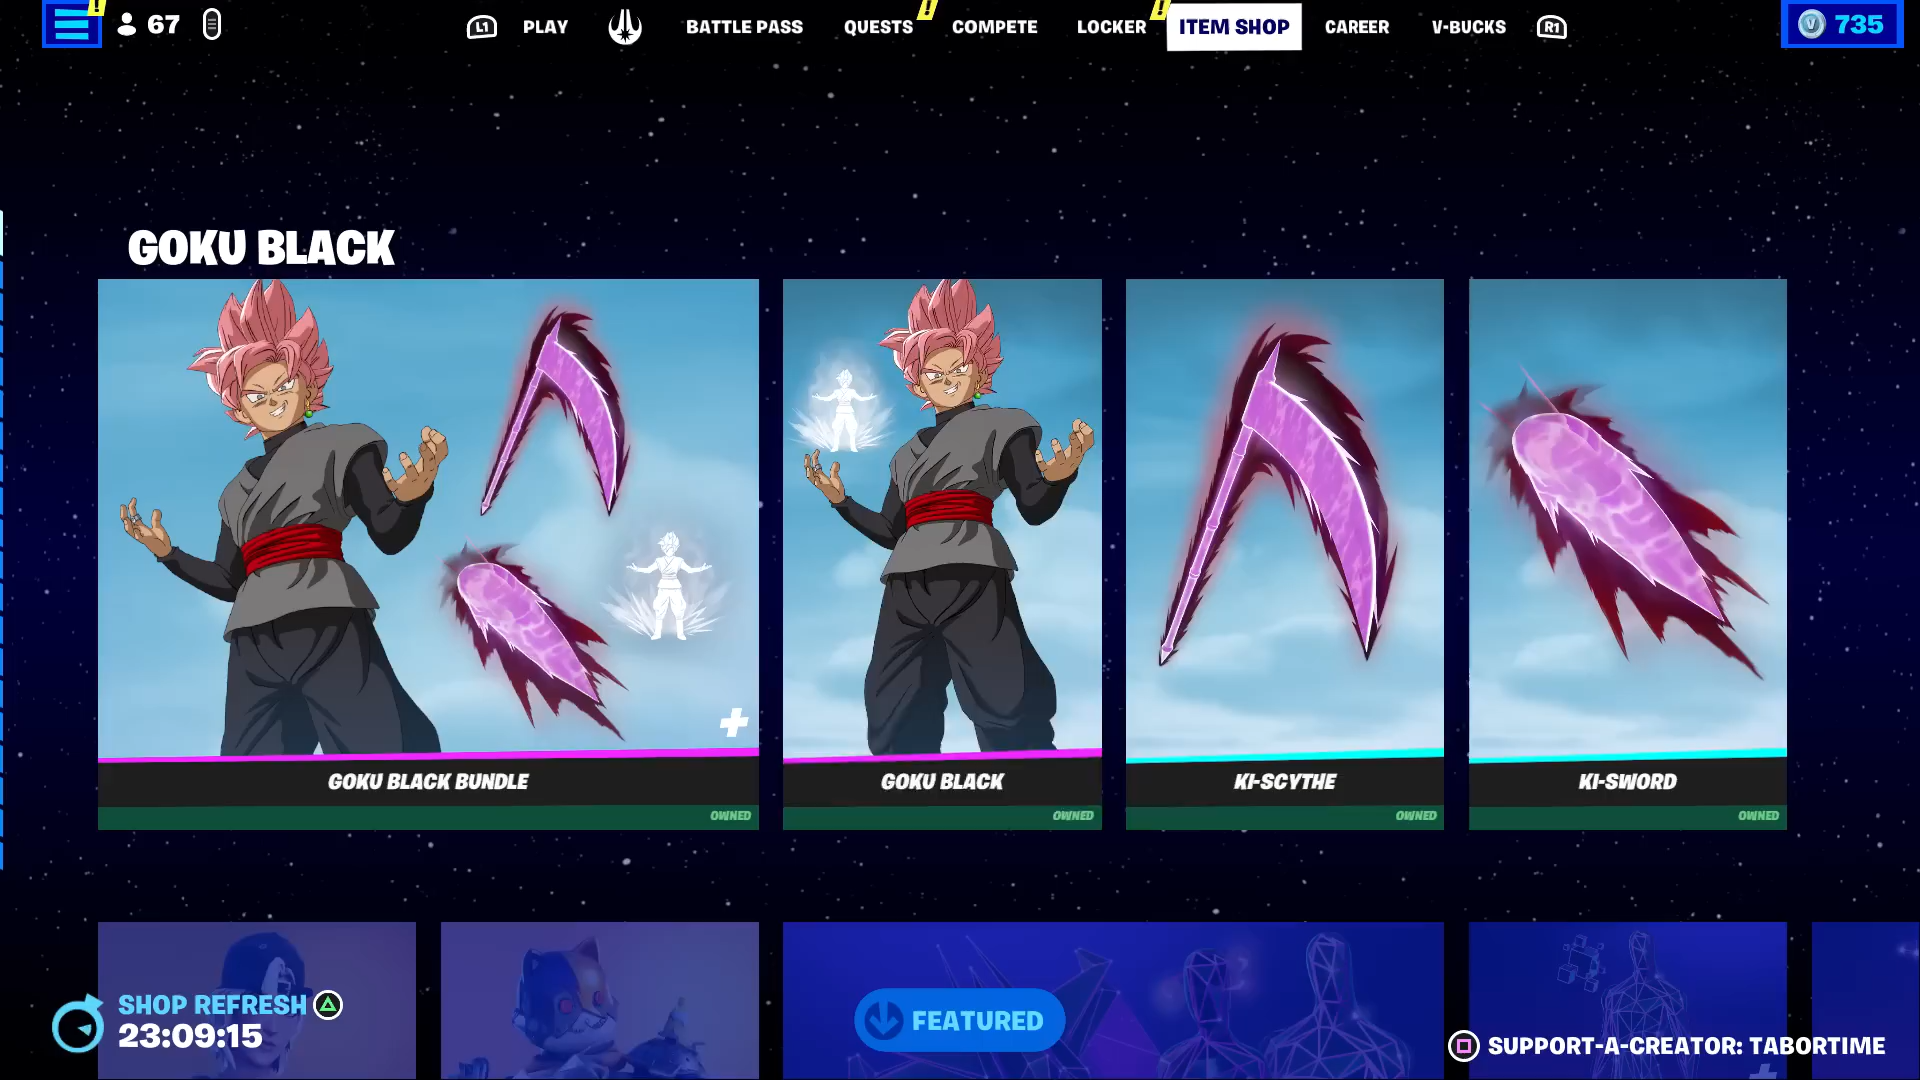 67
L1
PLAY
BATTLE PASS
QUESTS
COMPETE
LOCKER
ITEM SHOP
CAREER
V-BUCKS
R1
735
GOKU BLACK
GOKU BLACK BUNDLE
OWNED
GOKU BLACK
OWNED
KI-SCYTHE
OWNED
KI-SWORD
OWNED
SHOP REFRESH
23:09:15
FEATURED
SUPPORT-A-CREATOR: TABORTIME